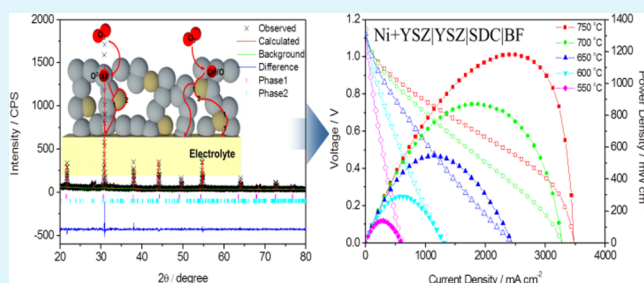 × Observed
Calculated
Background
Difference
Phase1
Phase2
Intensity / CPS
2000
1500
1000
500
0
-500
Electrolyte
20 30 40 50 60 70 80
2θ / degree
Ni+YSZ|YSZ|SDC|BF
750 °C
700 °C
650 °C
600 °C
550 °C
Voltage / V
1.2
1.0
0.8
0.6
0.4
0.2
0.0
1400
1200
1000
800
600
400
200
0
Power Density / mW cm⁻²
0 1000 2000 3000 4000
Current Density / mA cm⁻²